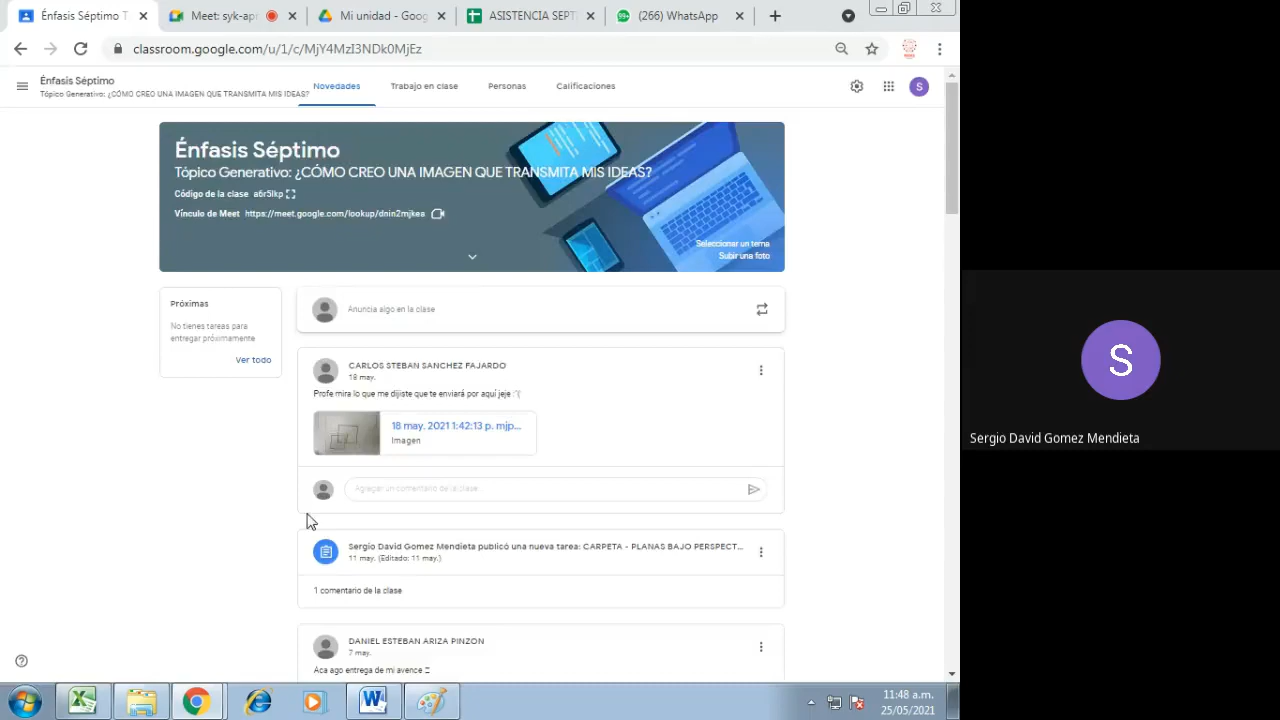 Énfasis Séptimo T
Meet: syk-apr
Mi unidad - Goog
ASISTENCIA SEPT
99+
(266) WhatsApp
classroom.google.com/u/1/c/MjY4MzI3NDk0MjEz
Énfasis Séptimo
Tópico Generativo: ¿CÓMO CREO UNA IMAGEN QUE TRANSMITA MIS IDEAS?
Novedades
Trabajo en clase
Personas
Calificaciones
S
Énfasis Séptimo
Tópico Generativo: ¿CÓMO CREO UNA IMAGEN QUE TRANSMITA MIS IDEAS?
Código de la clase a6r5lkp
Vínculo de Meet https://meet.google.com/lookup/dnin2mjkea
Seleccionar un tema
Subir una foto
Próximas
No tienes tareas para
entregar próximamente
Ver todo
Anuncia algo en la clase
CARLOS STEBAN SANCHEZ FAJARDO
18 may.
Profe mira lo que me dijiste que te enviará por aquí jeje :'(
18 may. 2021 1:42:13 p. mjp...
Imagen
Agregar un comentario de la clase
Sergio David Gomez Mendieta publicó una nueva tarea: CARPETA - PLANAS BAJO PERSPECT...
11 may. (Editado: 11 may.)
1 comentario de la clase
DANIEL ESTEBAN ARIZA PINZON
7 may.
Aca ago entrega de mi avence
S
Sergio David Gomez Mendieta
11:48 a.m.
25/05/2021